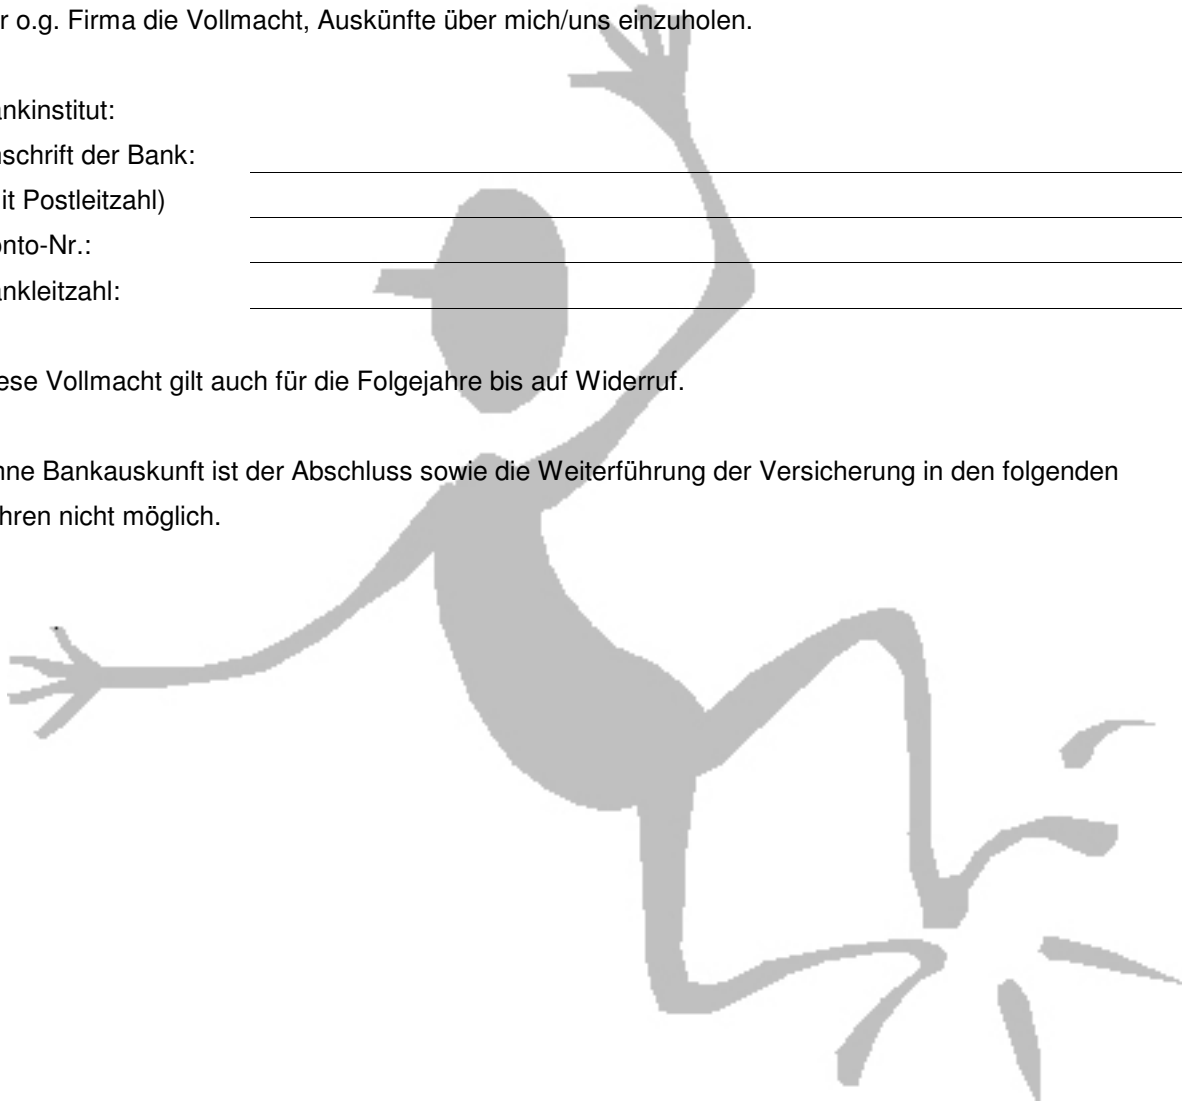 r o.g. Firma die Vollmacht, Auskünfte über mich/uns einzuholen.
ankinstitut:
nschrift der Bank:
it Postleitzahl)
onto-Nr.:
ankleitzahl:
ese Vollmacht gilt auch für die Folgejahre bis auf Widerruf.
nne Bankauskunft ist der Abschluss sowie die Weiterführung der Versicherung in den folgenden
hren nicht möglich.